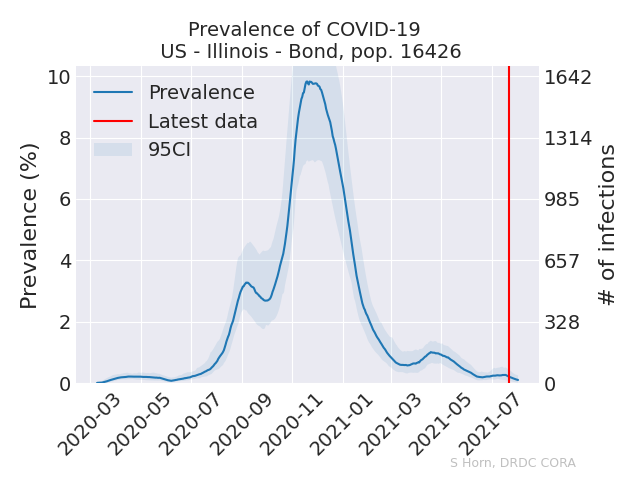 Prevalence of COVID-19
US - Illinois - Bond, pop. 16426
Prevalence (%)
10
8
6
4
2
0
Prevalence
Latest data
95CI
1642
1314
985
657
328
0
# of infections
2020-03
2020-05
2020-07
2020-09
2020-11
2021-01
2021-03
2021-05
2021-07
S Horn, DRDC CORA